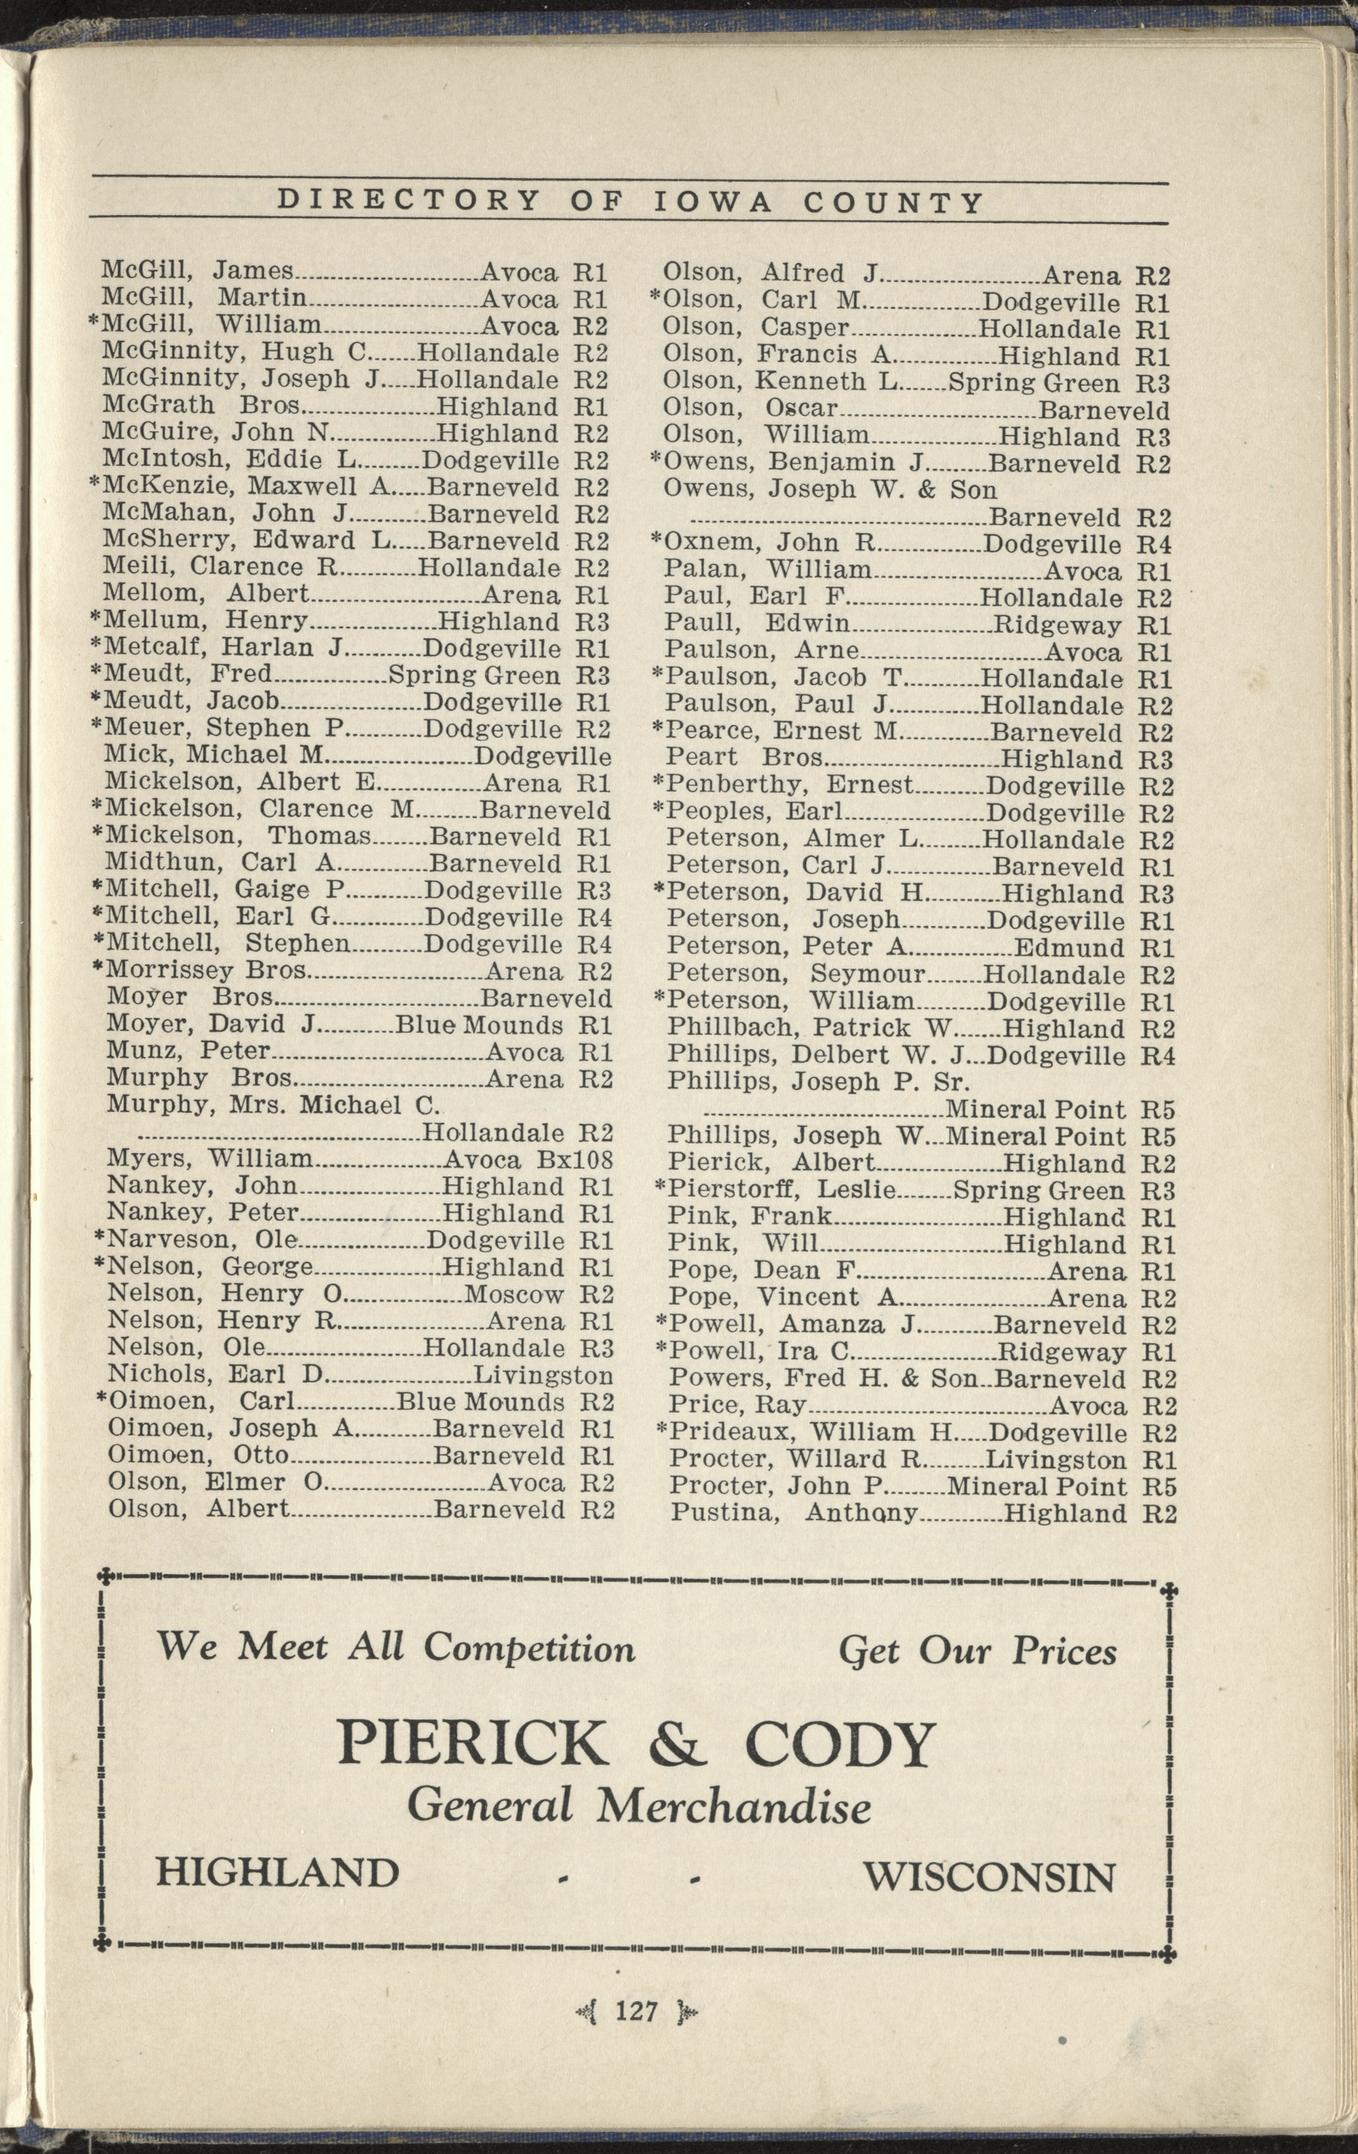 DIRECTORY OF IOWA COUNTY
McGill, James........................Avoca R1
McGill, Martin........................Avoca R1
*McGill, William........................Avoca R2
McGinnity, Hugh C.......Hollandale R2
McGinnity, Joseph J.....Hollandale R2
McGrath Bros...................Highland R1
McGuire, John N...............Highland R2
McIntosh, Eddie L.........Dodgeville R2
*McKenzie, Maxwell A.....Barneveld R2
McMahan, John J...........Barneveld R2
McSherry, Edward L.....Barneveld R2
Meili, Clarence R...........Hollandale R2
Mellom, Albert........................Arena R1
*Mellum, Henry..................Highland R3
*Metcalf, Harlan J...........Dodgeville R1
*Meudt, Fred................Spring Green R3
*Meudt, Jacob....................Dodgeville R1
*Meuer, Stephen P...........Dodgeville R2
Mick, Michael M.....................Dodgeville
Mickelson, Albert E...............Arena R1
*Mickelson, Clarence M.........Barneveld
*Mickelson, Thomas........Barneveld R1
Midthun, Carl A.............Barneveld R1
*Mitchell, Gaige P...........Dodgeville R3
*Mitchell, Earl G.............Dodgeville R4
*Mitchell, Stephen..........Dodgeville R4
*Morrissey Bros.........................Arena R2
Moyer Bros.............................Barneveld
Moyer, David J...........Blue Mounds R1
Munz, Peter..............................Avoca R1
Murphy Bros...........................Arena R2
Murphy, Mrs. Michael C.
........................................Hollandale R2
Myers, William..................Avoca Bx108
Nankey, John....................Highland R1
Nankey, Peter....................Highland R1
*Narveson, Ole..................Dodgeville R1
*Nelson, George..................Highland R1
Nelson, Henry O.................Moscow R2
Nelson, Henry R.....................Arena R1
Nelson, Ole......................Hollandale R3
Nichols, Earl D.....................Livingston
*Oimoen, Carl..............Blue Mounds R2
Oimoen, Joseph A...........Barneveld R1
Oimoen, Otto....................Barneveld R1
Olson, Elmer O.......................Avoca R2
Olson, Albert....................Barneveld R2
Olson, Alfred J.......................Arena R2
*Olson, Carl M.................Dodgeville R1
Olson, Casper..................Hollandale R1
Olson, Francis A...............Highland R1
Olson, Kenneth L.......Spring Green R3
Olson, Oscar............................Barneveld
Olson, William..................Highland R3
*Owens, Benjamin J.........Barneveld R2
Owens, Joseph W. & Son
..........................................Barneveld R2
*Oxnem, John R...............Dodgeville R4
Palan, William........................Avoca R1
Paul, Earl F...................Hollandale R2
Paull, Edwin....................Ridgeway R1
Paulson, Arne..........................Avoca R1
*Paulson, Jacob T...........Hollandale R1
Paulson, Paul J.............Hollandale R2
*Pearce, Ernest M.............Barneveld R2
Peart Bros.........................Highland R3
*Penberthy, Ernest..........Dodgeville R2
*Peoples, Earl....................Dodgeville R2
Peterson, Almer L.........Hollandale R2
Peterson, Carl J...............Barneveld R1
*Peterson, David H...........Highland R3
Peterson, Joseph............Dodgeville R1
Peterson, Peter A...............Edmund R1
Peterson, Seymour........Hollandale R2
*Peterson, William..........Dodgeville R1
Phillbach, Patrick W.......Highland R2
Phillips, Delbert W. J...Dodgeville R4
Phillips, Joseph P. Sr.
..................................Mineral Point R5
Phillips, Joseph W...Mineral Point R5
Pierick, Albert..................Highland R2
*Pierstorff, Leslie........Spring Green R3
Pink, Frank........................Highland R1
Pink, Will..........................Highland R1
Pope, Dean F...........................Arena R1
Pope, Vincent A.....................Arena R2
*Powell, Amanza J...........Barneveld R2
*Powell, Ira C.....................Ridgeway R1
Powers, Fred H. & Son..Barneveld R2
Price, Ray..................................Avoca R2
*Prideaux, William H.....Dodgeville R2
Procter, Willard R.........Livingston R1
Procter, John P.........Mineral Point R5
Pustina, Anthony............Highland R2
We Meet All Competition Get Our Prices
PIERICK & CODY
General Merchandise
HIGHLAND - - WISCONSIN
127